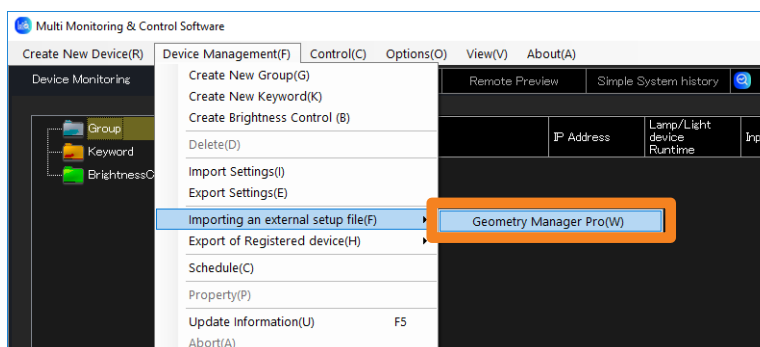 Multi Monitoring & Control Software
Create New Device(R) Device Management(F) Control(C) Options(O) View(V) About(A)
Device Monitoring
Remote Preview
Simple System history
Create New Group(G)
Create New Keyword(K)
Create Brightness Control (B)
Delete(D)
Import Settings(I)
Export Settings(E)
Importing an external setup file(F)
Geometry Manager Pro(W)
Export of Registered device(H)
Schedule(C)
Property(P)
Update Information(U) F5
Abort(A)
Group
Keyword
BrightnessC
IP Address
Lamp/Light
device
Runtime
Inp